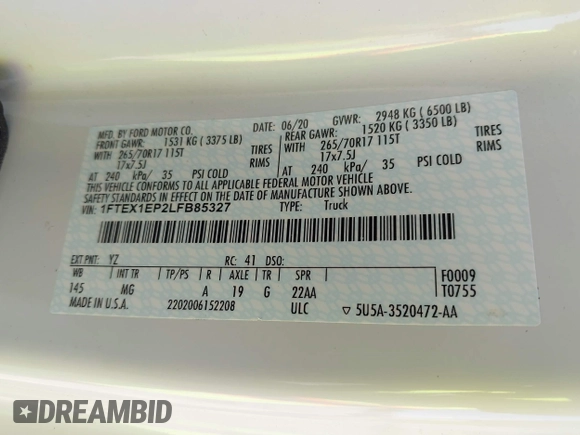 MFD. BY FORD MOTOR CO.
DATE: 06/20 GVWR: 2948 KG ( 6500 LB)
FRONT GAWR: 1531 KG ( 3375 LB) REAR GAWR: 1520 KG ( 3350 LB)
WITH 265/70R17 115T TIRES WITH 265/70R17 115T TIRES
17x7.5J RIMS 17x7.5J RIMS
AT 240 kPa/ 35 PSI COLD AT 240 kPa/ 35 PSI COLD
THIS VEHICLE CONFORMS TO ALL APPLICABLE FEDERAL MOTOR VEHICLE
SAFETY STANDARDS IN EFFECT ON THE DATE OF MANUFACTURE SHOWN ABOVE.
VIN: 1FTEX1EP2LFB85327 TYPE: Truck
EXT PNT: YZ RC: 41 DSO: F0009
WB INT TR TP/PS R AXLE TR SPR T0755
145 MG A 19 G 22AA
MADE IN U.S.A. 2202006152208 ULC 5U5A-3520472-AA
DREAMBID